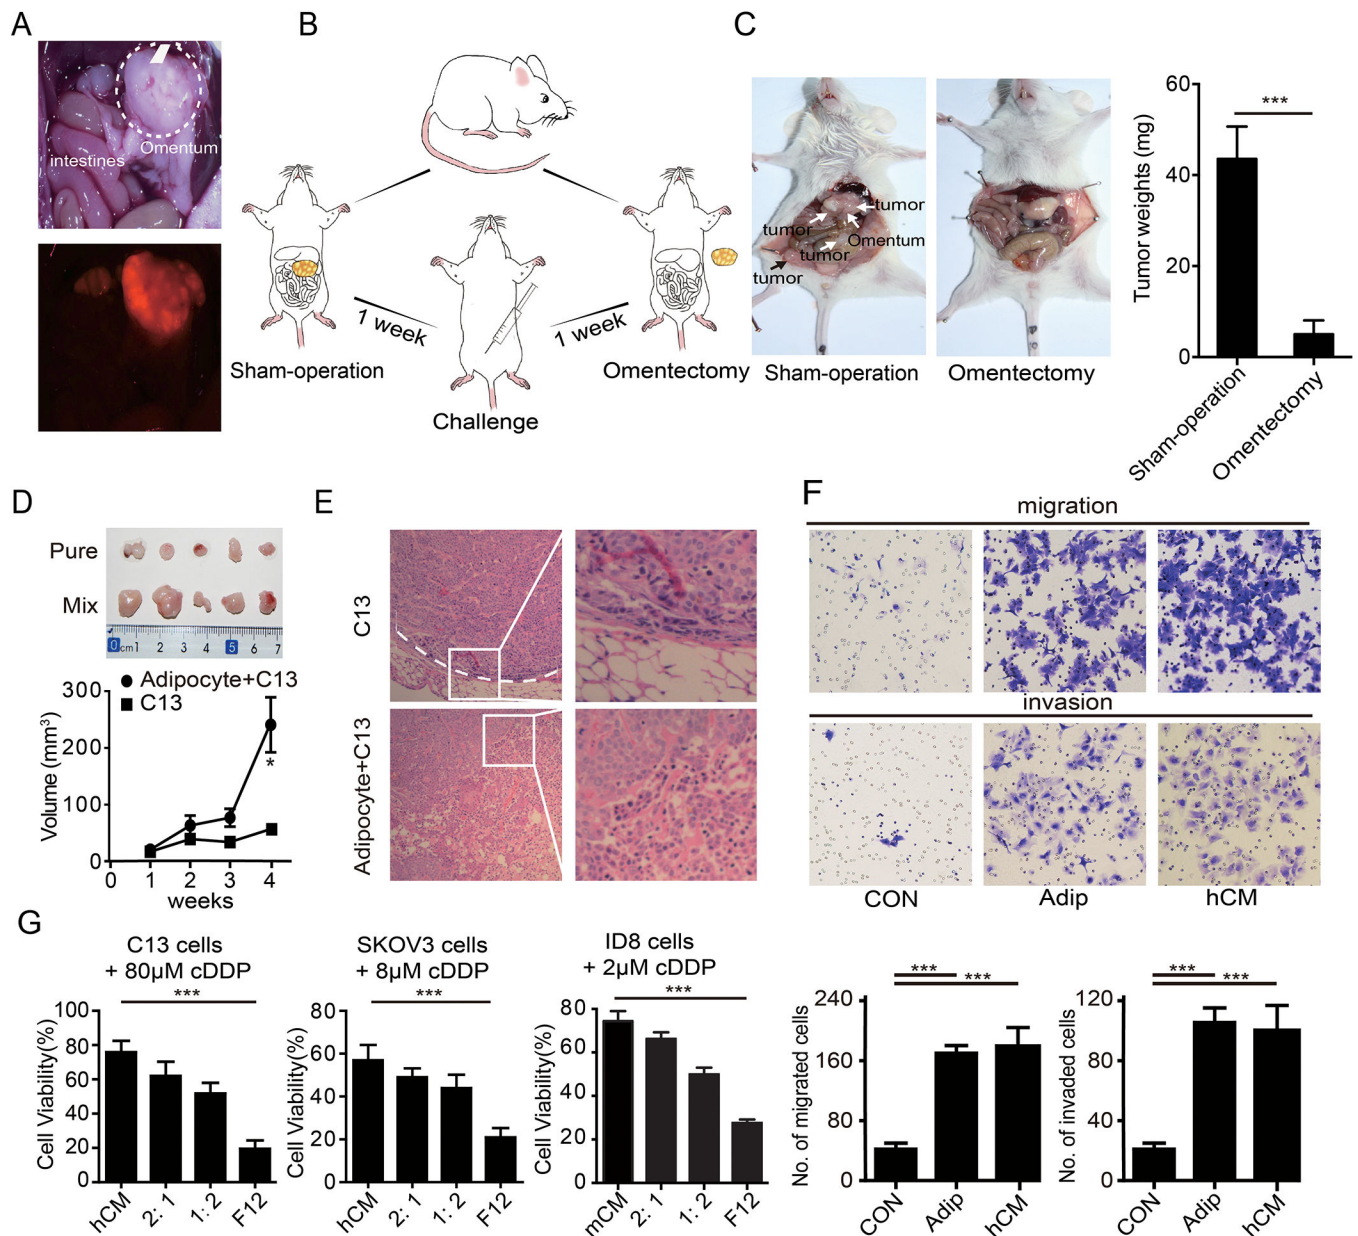 A
intestines
Omentum
B
1 week
1 week
Sham-operation
Challenge
Omentectomy
C
tumor
tumor
Omentum
tumor
tumor
Sham-operation
Omentectomy
Tumor weights (mg)
60
40
20
0
***
Sham-operation
Omentectomy
D
Pure
Mix
0 cm 1 2 3 4 5 6 7
Adipocyte+C13
C13
Volume (mm³)
300
200
100
0
*
0 1 2 3 4
weeks
E
C13
Adipocyte+C13
F
migration
invasion
CON Adip hCM
No. of migrated cells
240
160
80
0
***
***
CON Adip hCM
No. of invaded cells
120
80
40
0
***
***
CON Adip hCM
G
C13 cells
+ 80µM cDDP
***
Cell Viability(%)
100
80
60
40
20
0
hCM 2:1 1:2 F12
SKOV3 cells
+ 8µM cDDP
***
Cell Viability(%)
80
60
40
20
0
hCM 2:1 1:2 F12
ID8 cells
+ 2µM cDDP
***
Cell Viability(%)
80
60
40
20
0
mCM 2:1 1:2 F12